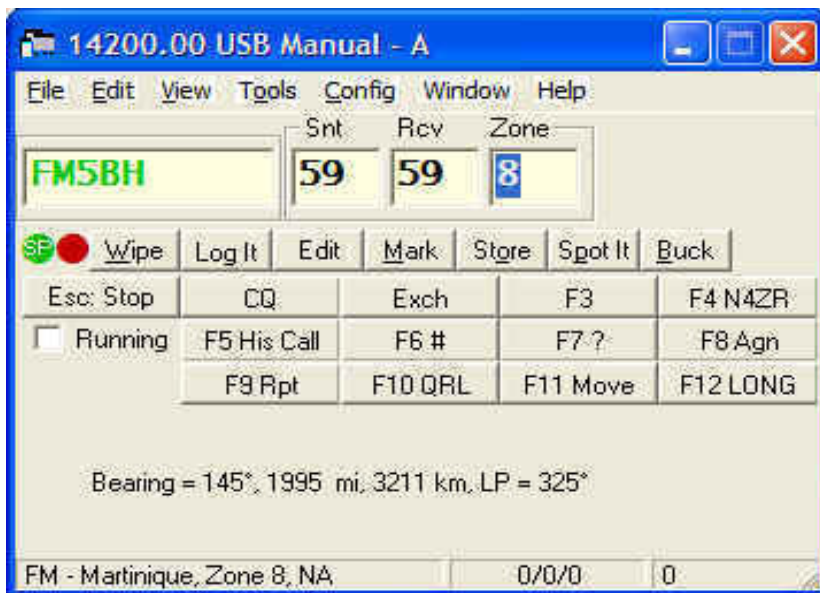 14200.00 USB Manual - A
File Edit View Tools Config Window Help
Snt Rcv Zone
FM5BH 59 59 8
SP Wipe Log It Edit Mark Store Spot It Buck
Esc: Stop CQ Exch F3 F4 N4ZR
Running F5 His Call F6 # F7 ? F8 Agn
F9 Rpt F10 QRL F11 Move F12 LONG
Bearing = 145°, 1995 mi, 3211 km, LP = 325°
FM - Martinique, Zone 8, NA 0/0/0 0